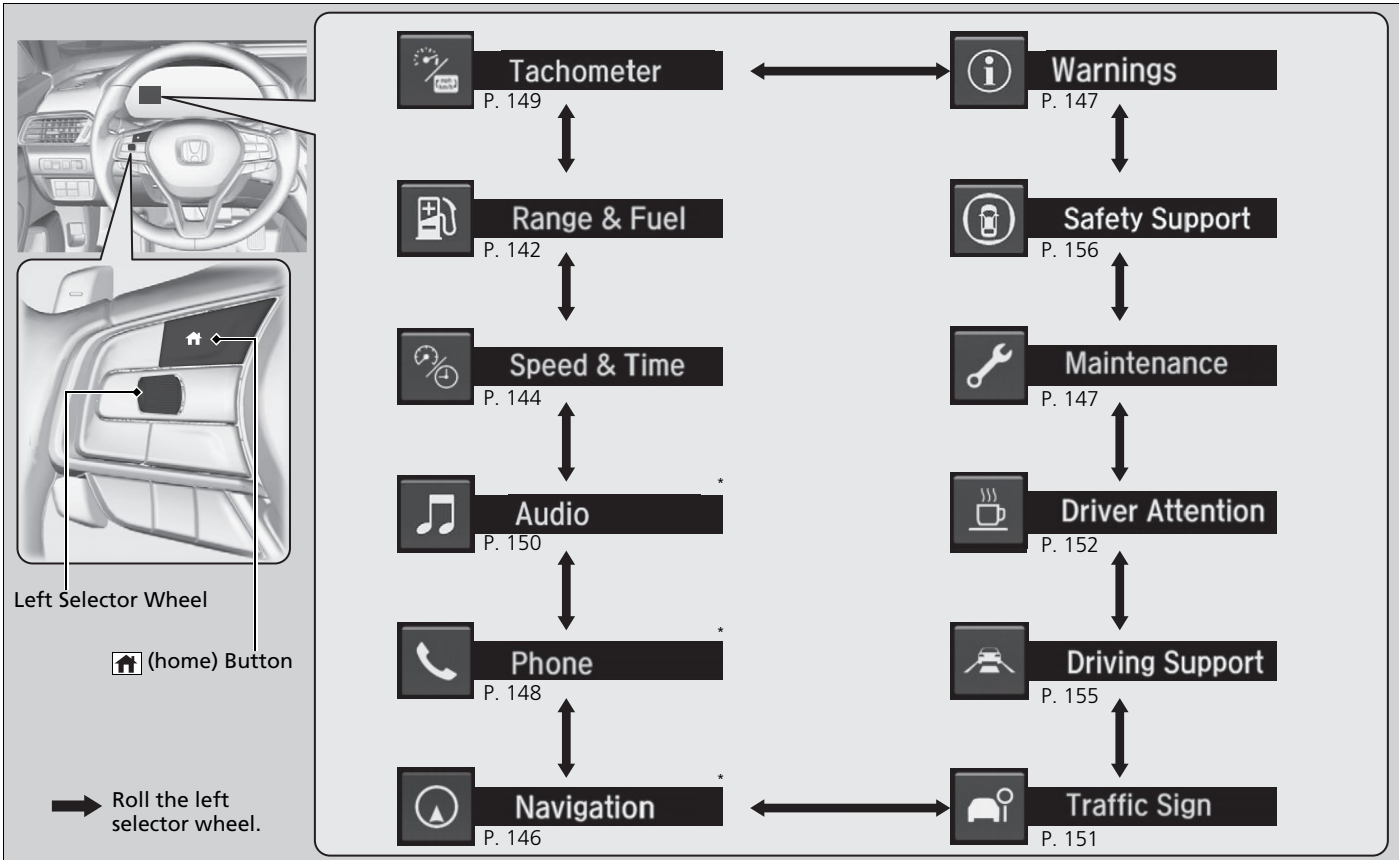 Tachometer
P. 149
Warnings
P. 147
Range & Fuel
P. 142
Safety Support
P. 156
Speed & Time
P. 144
Maintenance
P. 147
*
Audio
P. 150
Driver Attention
P. 152
*
Phone
P. 148
Driving Support
P. 155
*
Navigation
P. 146
Traffic Sign
P. 151
Left Selector Wheel
(home) Button
Roll the left
selector wheel.